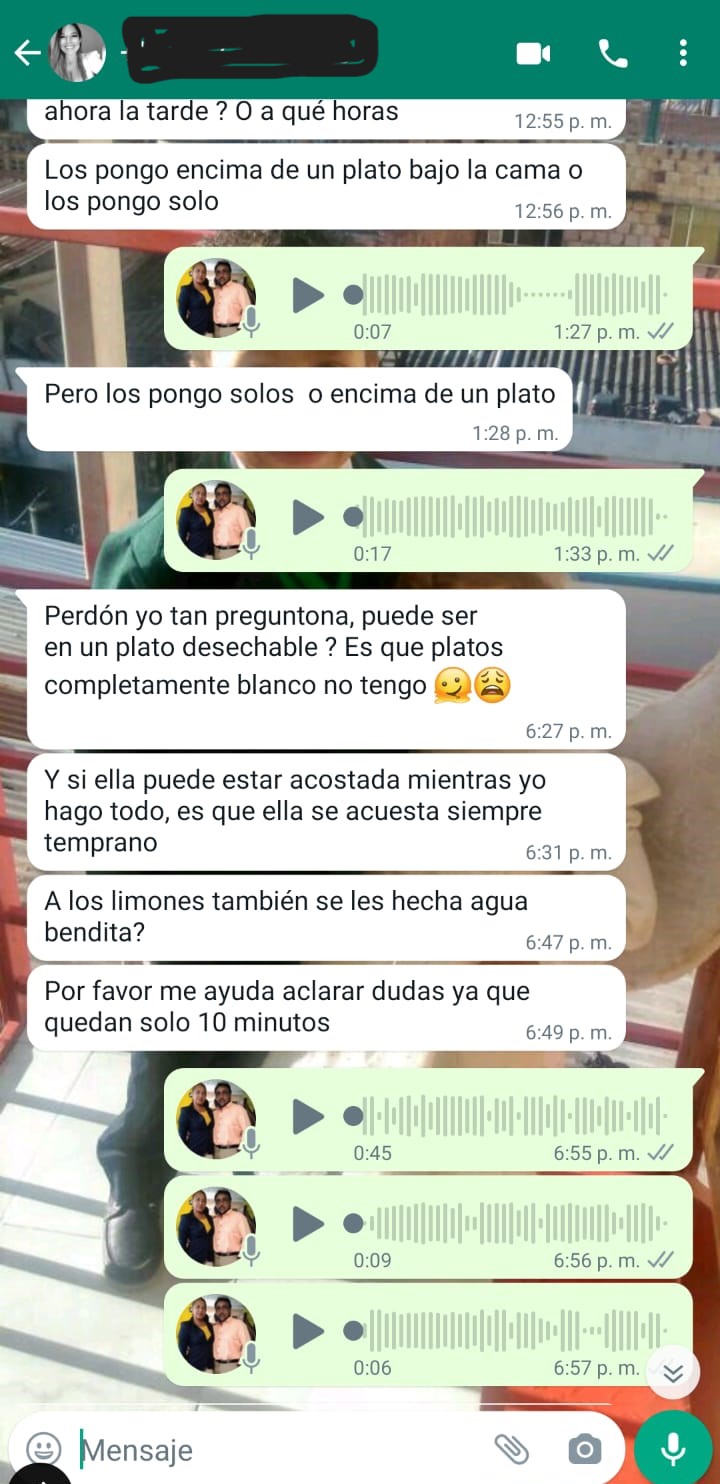 ahora la tarde ? O a qué horas
12:55 p. m.
Los pongo encima de un plato bajo la cama o
los pongo solo
12:56 p. m.
0:07
1:27 p. m.
Pero los pongo solos  o encima de un plato
1:28 p. m.
0:17
1:33 p. m.
Perdón yo tan preguntona, puede ser
en un plato desechable ? Es que platos
completamente blanco no tengo 🫠😩
6:27 p. m.
Y si ella puede estar acostada mientras yo
hago todo, es que ella se acuesta siempre
temprano
6:31 p. m.
A los limones también se les hecha agua
bendita?
6:47 p. m.
Por favor me ayuda aclarar dudas ya que
quedan solo 10 minutos
6:49 p. m.
0:45
6:55 p. m.
0:09
6:56 p. m.
0:06
6:57 p. m.
Mensaje